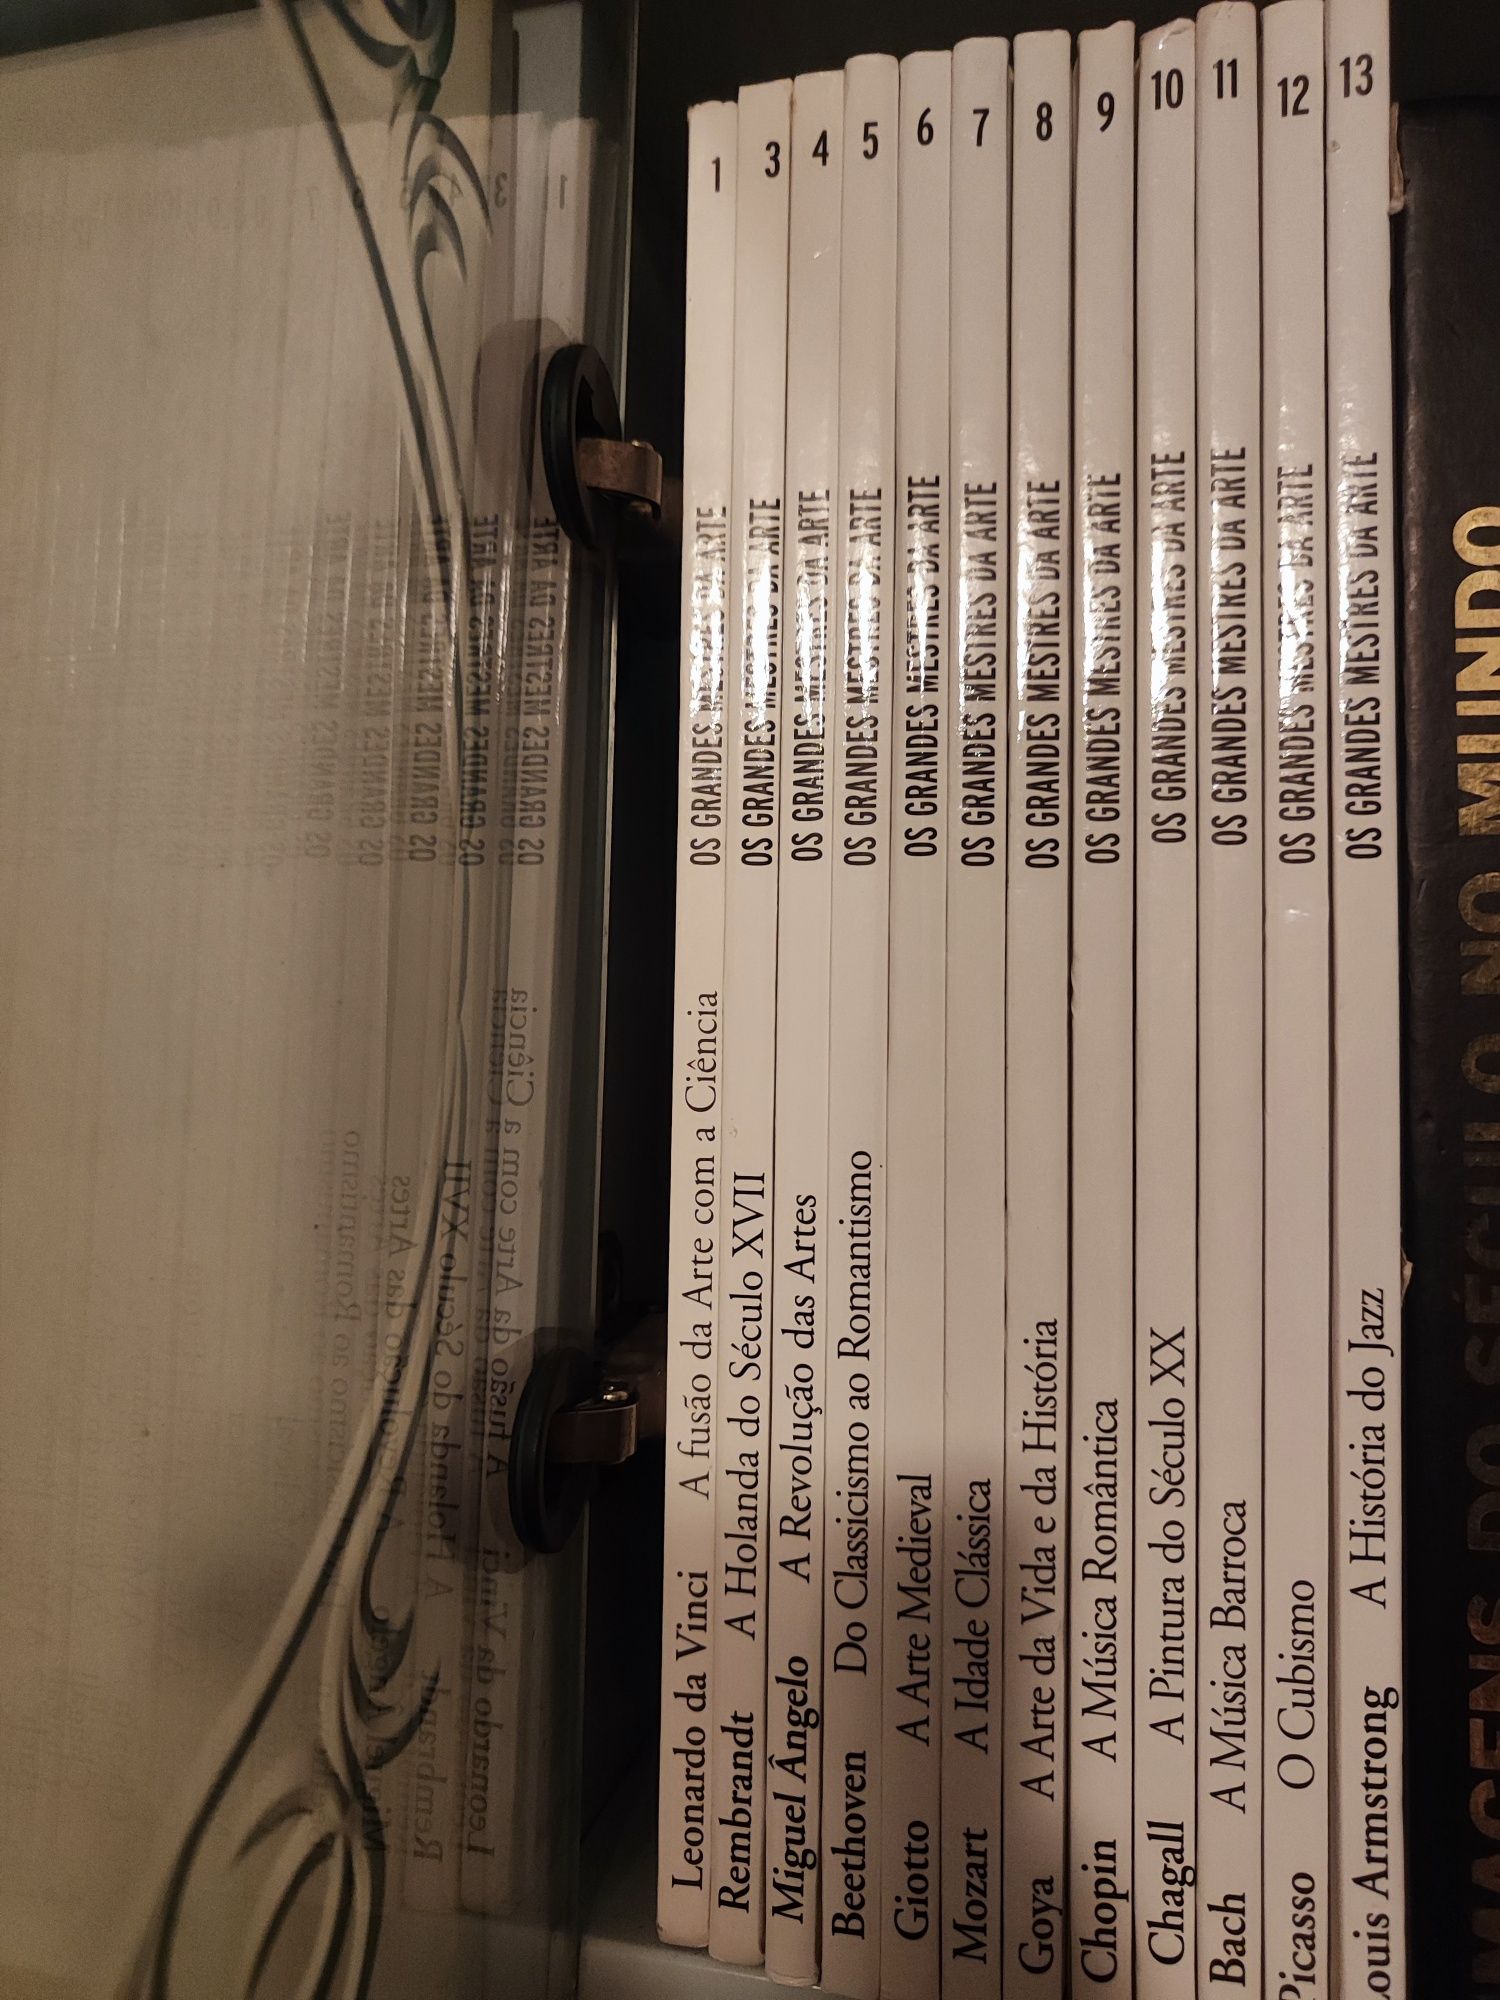 Leonardo da Vinci A fusão da Arte com a Ciência OS GRANDES MESTRES DA ARTE 1
Rembrandt A Holanda do Século XVII OS GRANDES MESTRES DA ARTE 3
Miguel Ângelo A Revolução das Artes OS GRANDES MESTRES DA ARTE 4
Beethoven Do Classicismo ao Romantismo OS GRANDES MESTRES DA ARTE 5
Giotto A Arte Medieval OS GRANDES MESTRES DA ARTE 6
Mozart A Idade Clássica OS GRANDES MESTRES DA ARTE 7
Goya A Arte da Vida e da História OS GRANDES MESTRES DA ARTE 8
Chopin A Música Romântica OS GRANDES MESTRES DA ARTE 9
Chagall A Pintura do Século XX OS GRANDES MESTRES DA ARTE 10
Bach A Música Barroca OS GRANDES MESTRES DA ARTE 11
Picasso O Cubismo OS GRANDES MESTRES DA ARTE 12
Louis Armstrong A História do Jazz OS GRANDES MESTRES DA ARTE 13
IMAGENS DO SÉCULO NO MUNDO